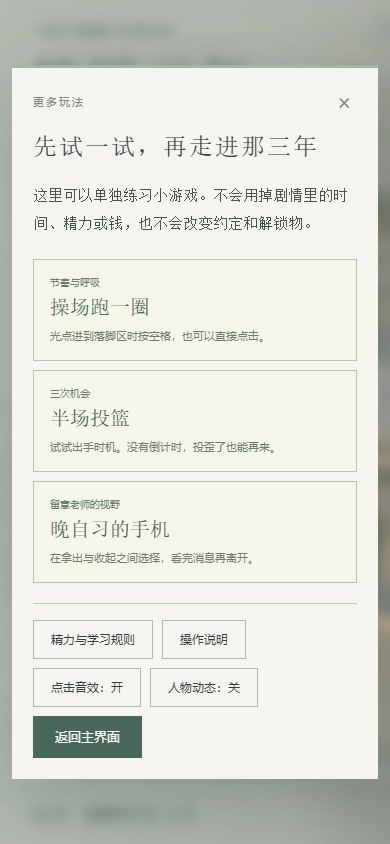 更多玩法
×
先试一试，再走进那三年
这里可以单独练习小游戏。不会用掉剧情里的时
间、精力或钱，也不会改变约定和解锁物。
节奏与呼吸
操场跑一圈
光点进到落脚区时按空格，也可以直接点击。
三次机会
半场投篮
试试出手时机。没有倒计时，投歪了也能再来。
留意老师的视野
晚自习的手机
在拿出与收起之间选择，看完消息再离开。
精力与学习规则
操作说明
点击音效：开
人物动态：关
返回主界面